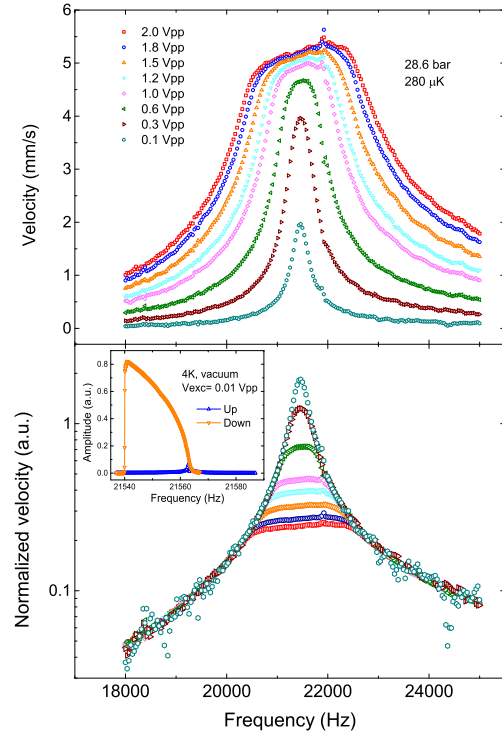 6
5
4
3
2
1
0
Velocity (mm/s)
2.0 Vpp
1.8 Vpp
1.5 Vpp
1.2 Vpp
1.0 Vpp
0.6 Vpp
0.3 Vpp
0.1 Vpp
28.6 bar
280 μK
Normalized velocity (a.u.)
1
0.1
0.8
0.6
0.4
0.2
0.0
Amplitude (a.u.)
4K, vacuum
Vexc= 0.01 Vpp
Up
Down
21540 21560 21580
Frequency (Hz)
18000 20000 22000 24000
Frequency (Hz)